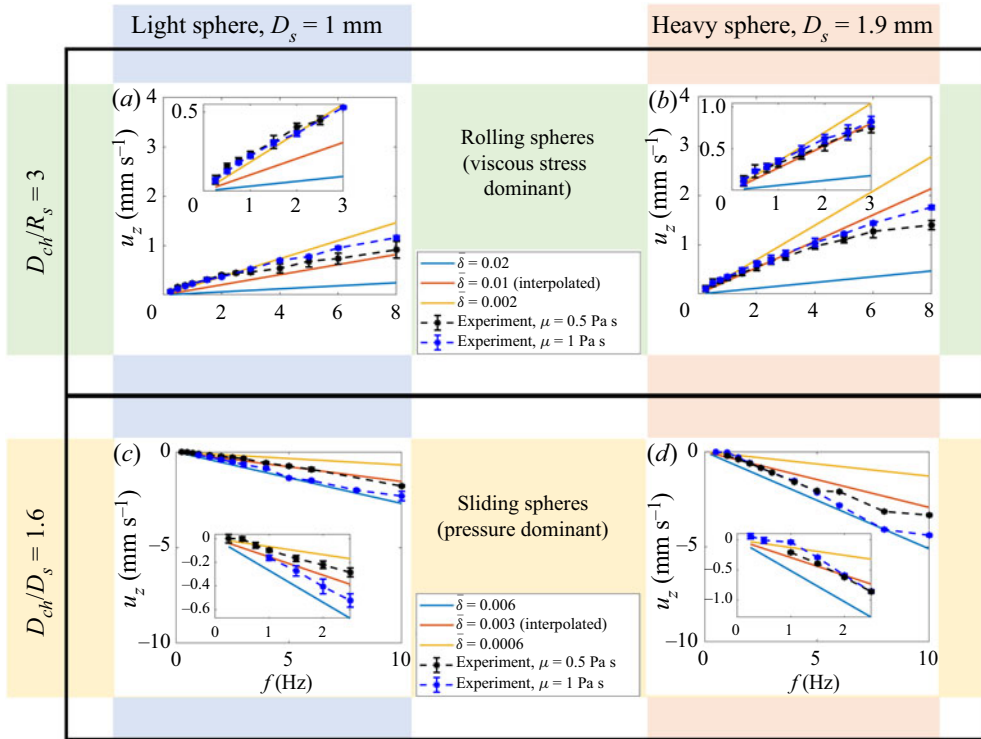 Light sphere, D_s = 1 mm
Heavy sphere, D_s = 1.9 mm
D_ch/R_s = 3
(a)
4
3
2
1
0
u_z (mm s⁻¹)
2
4
6
8
0.5
1
2
3
Rolling spheres
(viscous stress
dominant)
δ̄ = 0.02
δ̄ = 0.01 (interpolated)
δ̄ = 0.002
Experiment, μ = 0.5 Pa s
Experiment, μ = 1 Pa s
(b)
4
3
2
1
0
u_z (mm s⁻¹)
2
4
6
8
1.0
0.5
0
1
2
3
D_ch/D_s = 1.6
(c)
0
−5
−10
u_z (mm s⁻¹)
0
5
10
f (Hz)
0
−0.2
−0.4
−0.6
0
1
2
Sliding spheres
(pressure dominant)
δ̄ = 0.006
δ̄ = 0.003 (interpolated)
δ̄ = 0.0006
Experiment, μ = 0.5 Pa s
Experiment, μ = 1 Pa s
(d)
0
−5
−10
u_z (mm s⁻¹)
0
5
10
f (Hz)
0
−0.5
−1.0
0
1
2